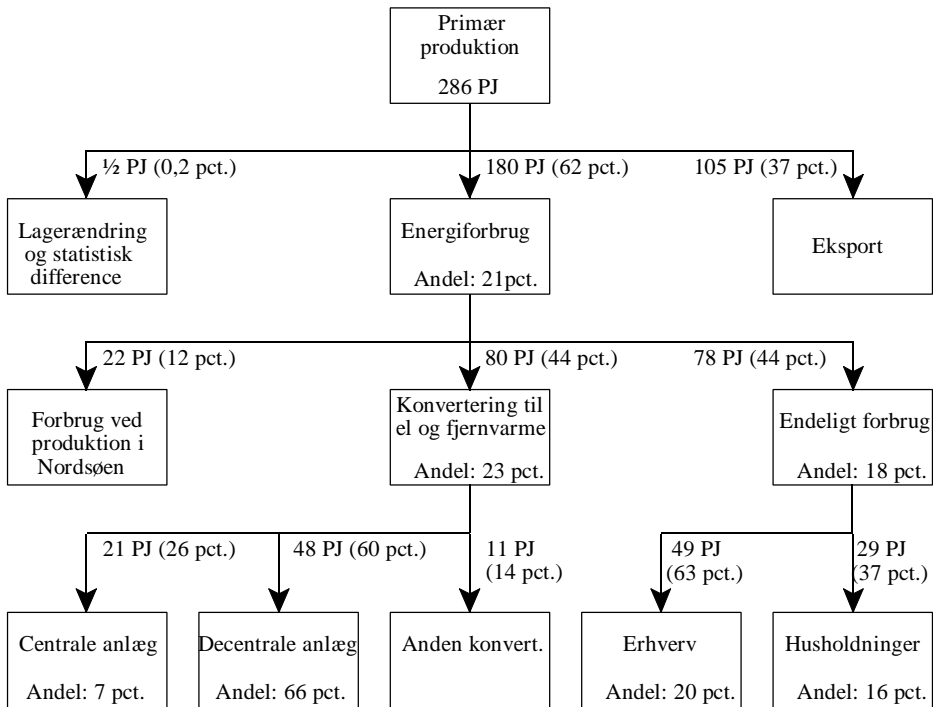 Primær
produktion
286 PJ
½ PJ (0,2 pct.)
180 PJ (62 pct.)
105 PJ (37 pct.)
Lagerændring
og statistisk
difference
Energiforbrug
Andel: 21pct.
Eksport
22 PJ (12 pct.)
80 PJ (44 pct.)
78 PJ (44 pct.)
Forbrug ved
produktion i
Nordsøen
Konvertering til
el og fjernvarme
Andel: 23 pct.
Endeligt forbrug
Andel: 18 pct.
21 PJ (26 pct.)
48 PJ (60 pct.)
11 PJ
(14 pct.)
49 PJ
(63 pct.)
29 PJ
(37 pct.)
Centrale anlæg
Andel: 7 pct.
Decentrale anlæg
Andel: 66 pct.
Anden konvert.
Erhverv
Andel: 20 pct.
Husholdninger
Andel: 16 pct.